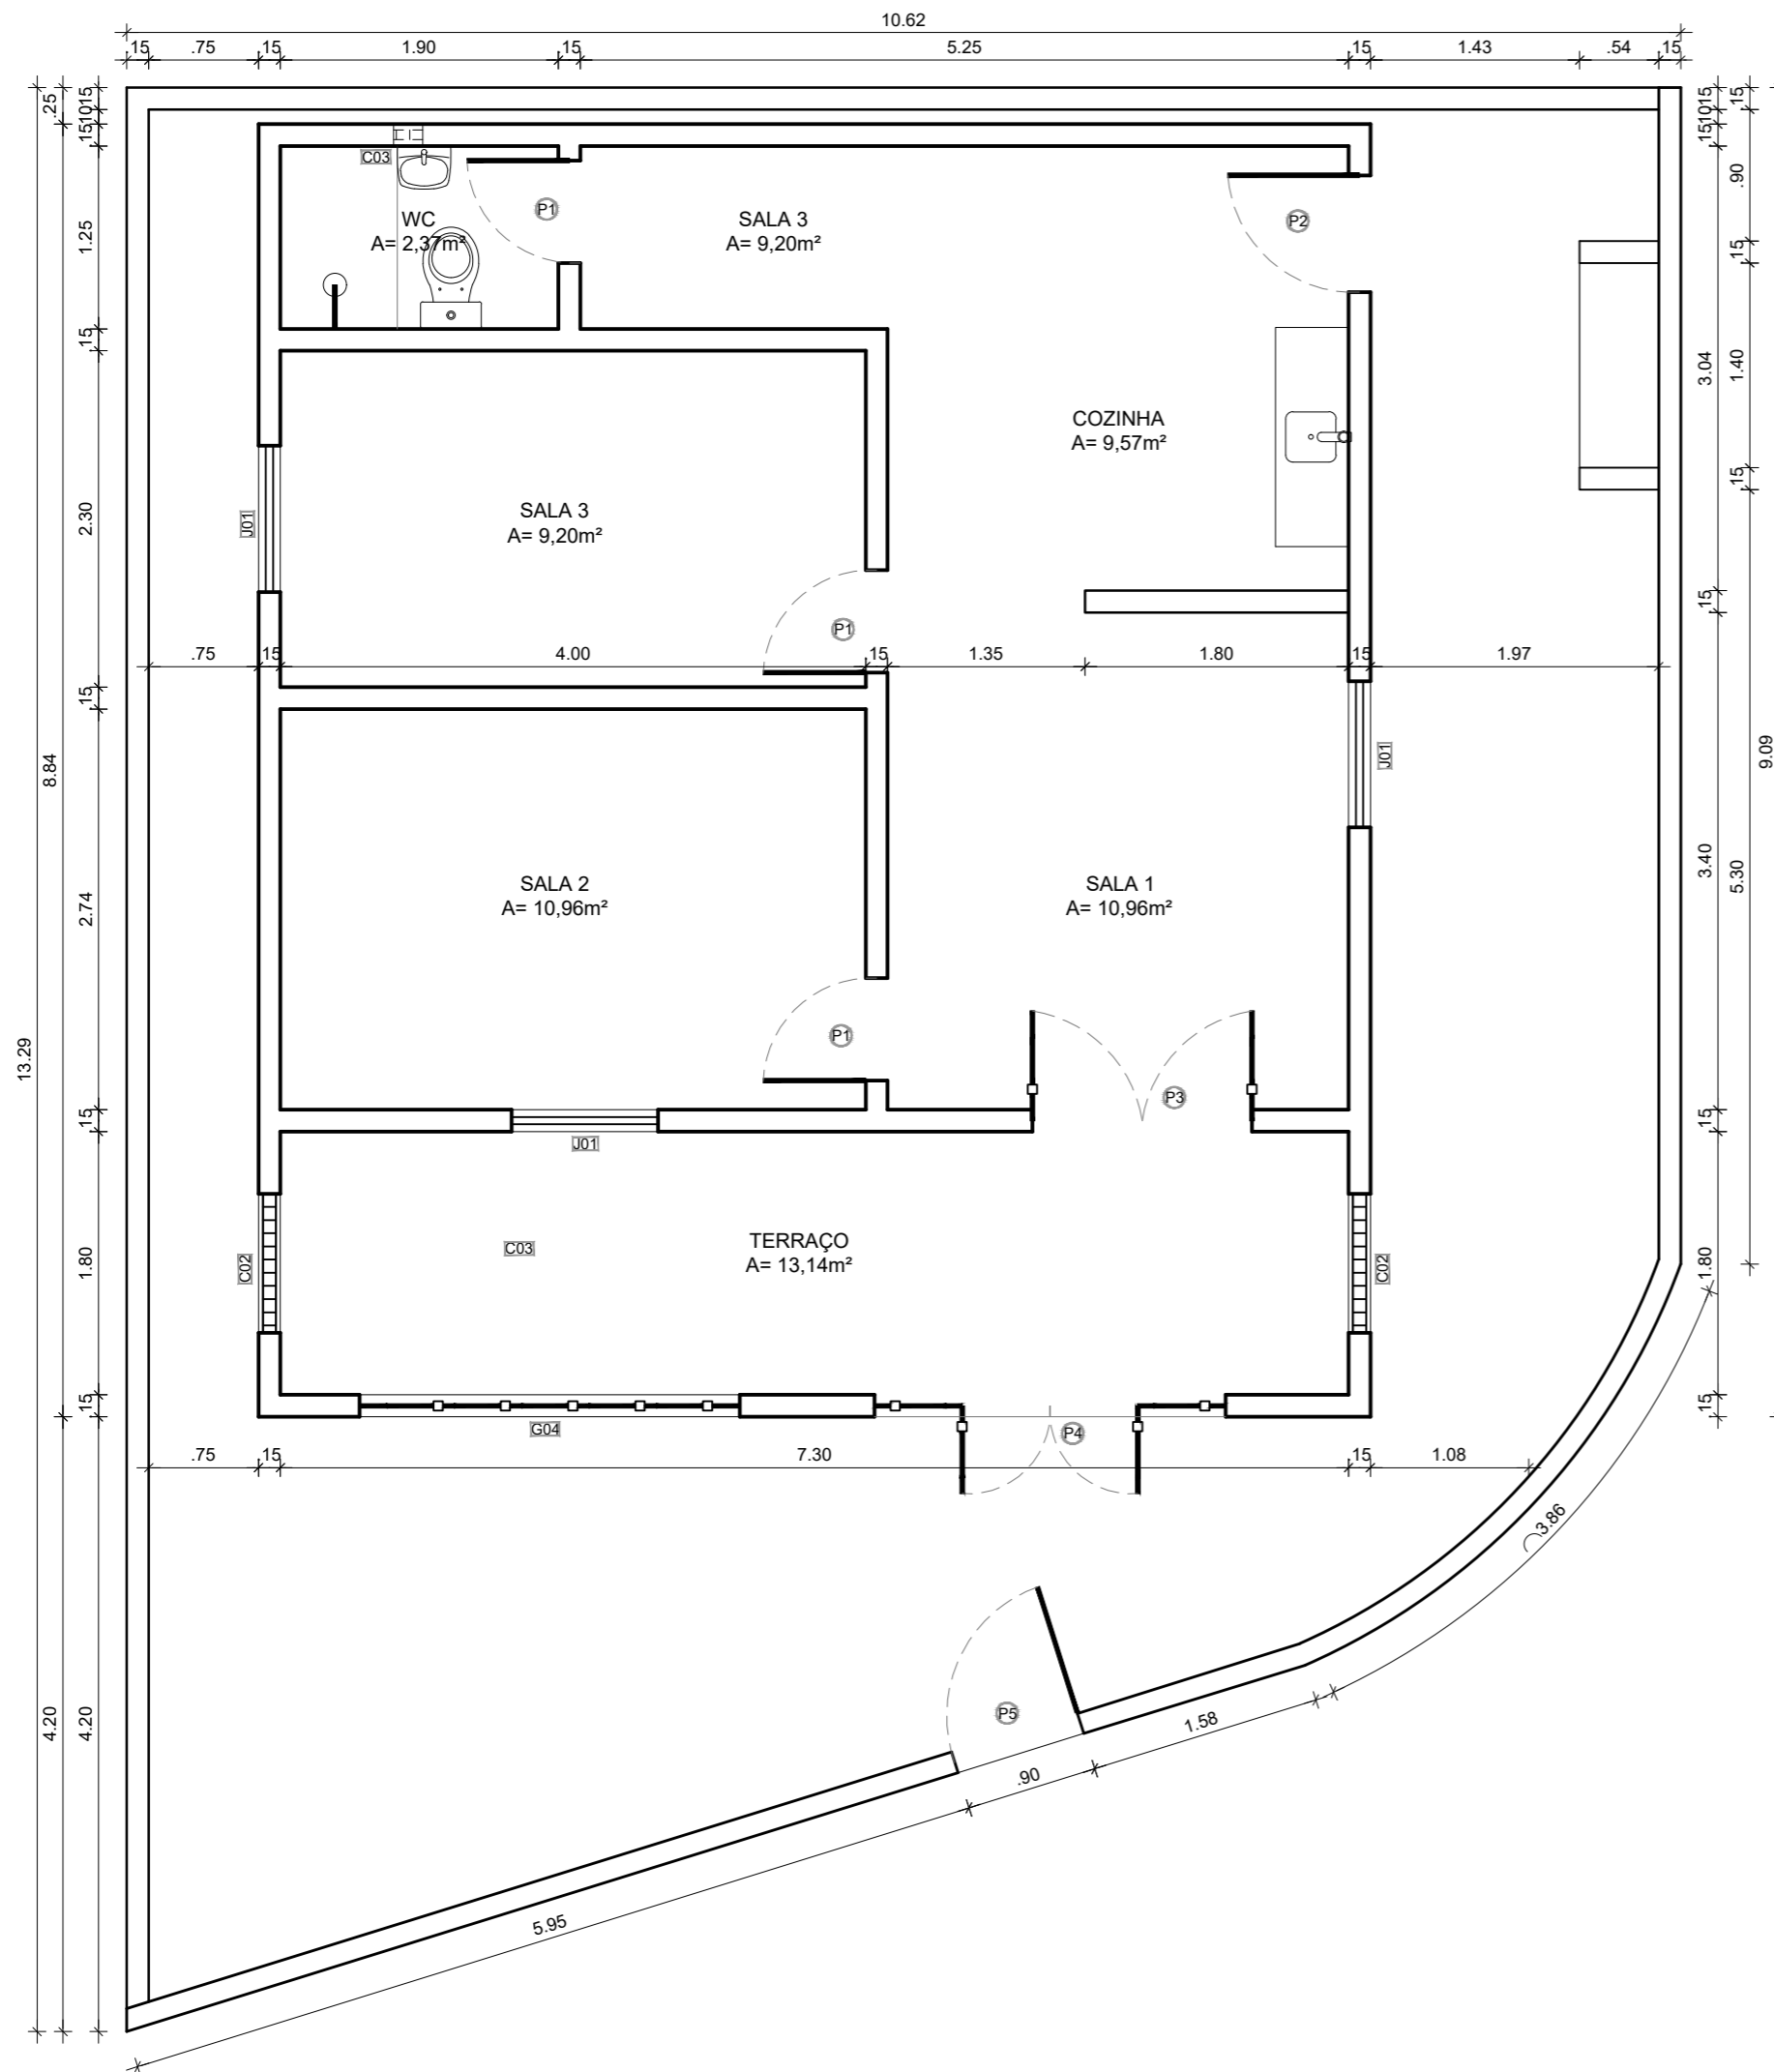 10.62
.15 .75 .15 1.90 .15 5.25 .15 1.43 .54 .15
.25
.15
.10
.15
1.25
.15
2.30
.15
2.74
.15
1.80
.15
4.20
8.84
4.20
13.29
.15
.10
.15
3.04
.15
3.40
.15
1.80
.15
.15
.90
.15
1.40
.15
5.30
9.09
C03
WC
A= 2,37m²
P1
SALA 3
A= 9,20m²
P2
COZINHA
A= 9,57m²
SALA 3
A= 9,20m²
J01
P1
.75 .15 4.00 .15 1.35 1.80 .15 1.97
J01
SALA 2
A= 10,96m²
SALA 1
A= 10,96m²
P1
P3
J01
C02
C03
TERRAÇO
A= 13,14m²
C02
G04
P4
.75 .15 7.30 .15 1.08
3.86
P5
1.58
.90
5.95